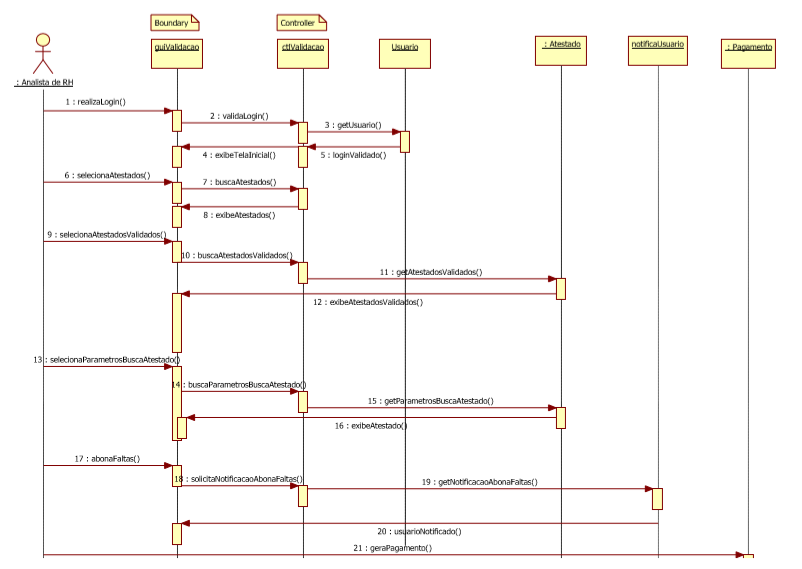 Boundary
Controller
guiValidacao
ctlValidacao
Usuario
: Atestado
notificaUsuario
: Pagamento
: Analista de RH
1 : realizaLogin()
2 : validaLogin()
3 : getUsuario()
4 : exibeTelaInicial()
5 : loginValidado()
6 : selecionaAtestados()
7 : buscaAtestados()
8 : exibeAtestados()
9 : selecionaAtestadosValidados()
10 : buscaAtestadosValidados()
11 : getAtestadosValidados()
12 : exibeAtestadosValidados()
13 : selecionaParametrosBuscaAtestado()
14 : buscaParametrosBuscaAtestado()
15 : getParametrosBuscaAtestado()
16 : exibeAtestado()
17 : abonaFaltas()
18 : solicitaNotificacaoAbonaFaltas()
19 : getNotificacaoAbonaFaltas()
20 : usuarioNotificado()
21 : geraPagamento()